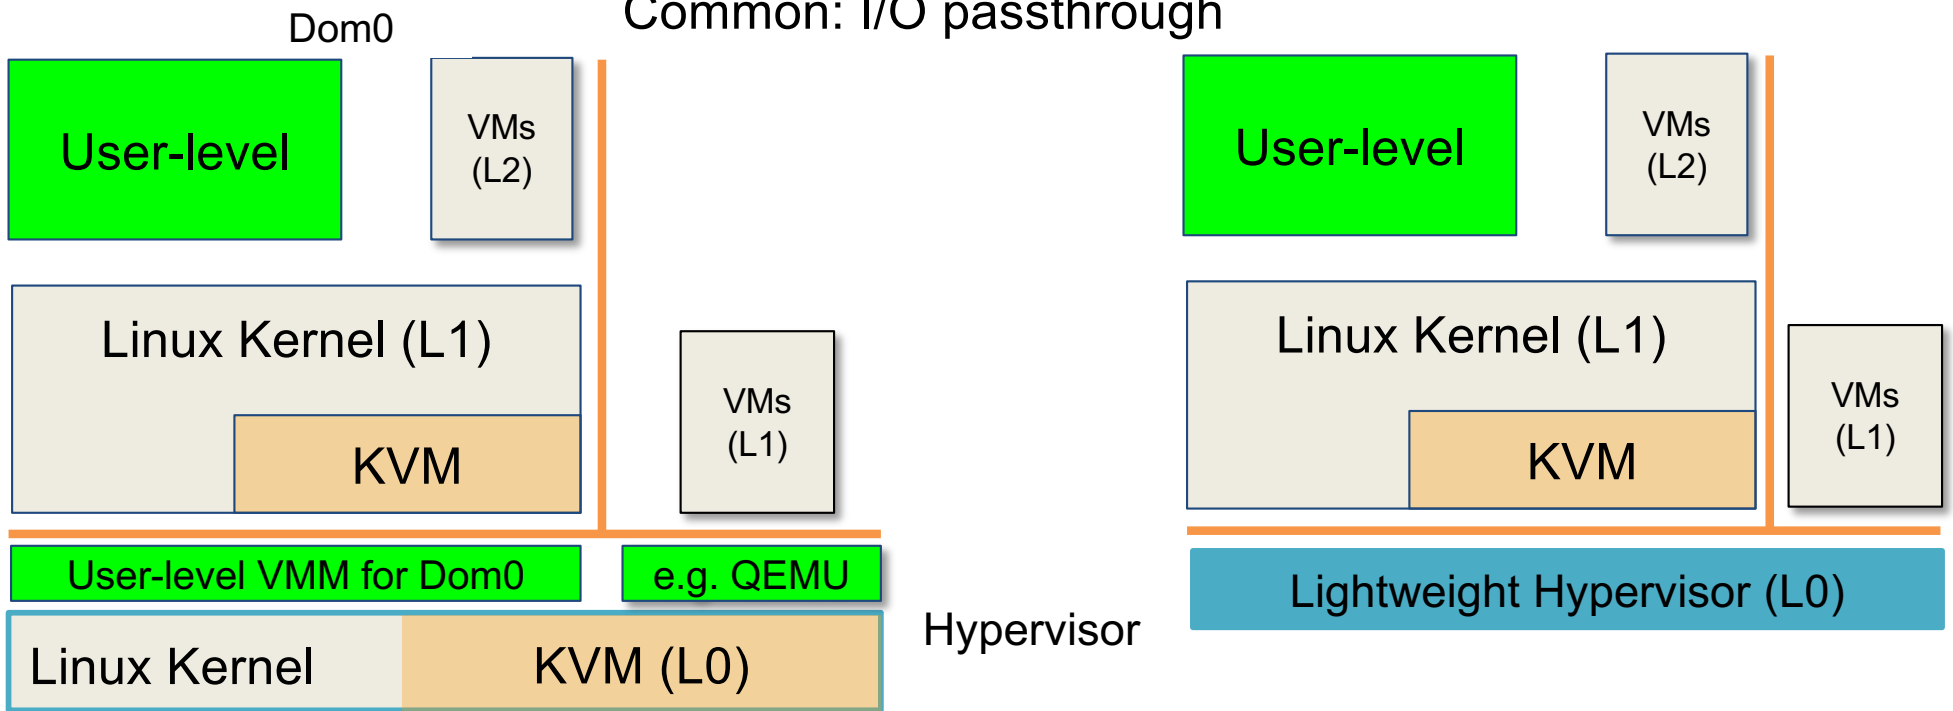 Common: I/O passthrough
Dom0
User-level
VMs
(L2)
Linux Kernel (L1)
KVM
VMs
(L1)
User-level VMM for Dom0
e.g. QEMU
Linux Kernel
KVM (L0)
Hypervisor
User-level
VMs
(L2)
Linux Kernel (L1)
KVM
VMs
(L1)
Lightweight Hypervisor (L0)